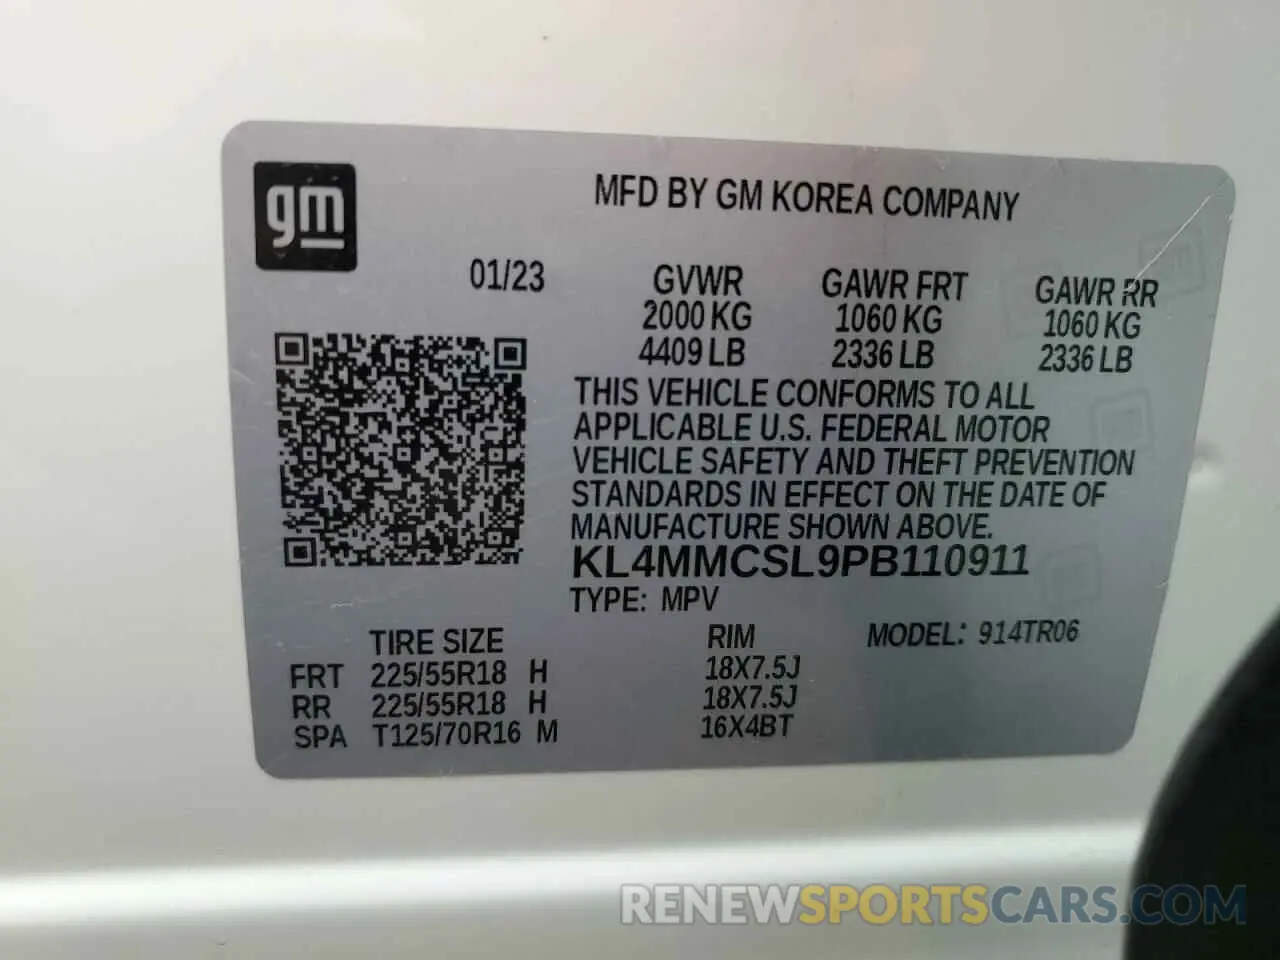 gm
MFD BY GM KOREA COMPANY
01/23
GVWR GAWR FRT GAWR RR
2000 KG 1060 KG 1060 KG
4409 LB 2336 LB 2336 LB
THIS VEHICLE CONFORMS TO ALL
APPLICABLE U.S. FEDERAL MOTOR
VEHICLE SAFETY AND THEFT PREVENTION
STANDARDS IN EFFECT ON THE DATE OF
MANUFACTURE SHOWN ABOVE.
KL4MMCSL9PB110911
TYPE: MPV
TIRE SIZE RIM MODEL: 914TR06
FRT 225/55R18 H 18X7.5J
RR 225/55R18 H 18X7.5J
SPA T125/70R16 M 16X4BT
RENEWSPORTSCARS.COM